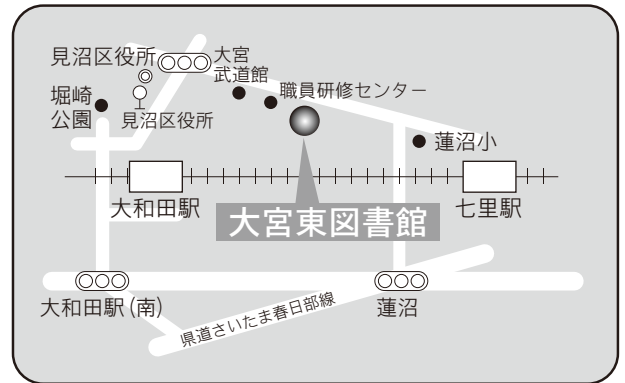 見沼区役所
大宮
武道館
職員研修センター
堀崎
公園
見沼区役所
蓮沼小
大和田駅
大宮東図書館
七里駅
大和田駅(南)
県道さいたま春日部線
蓮沼